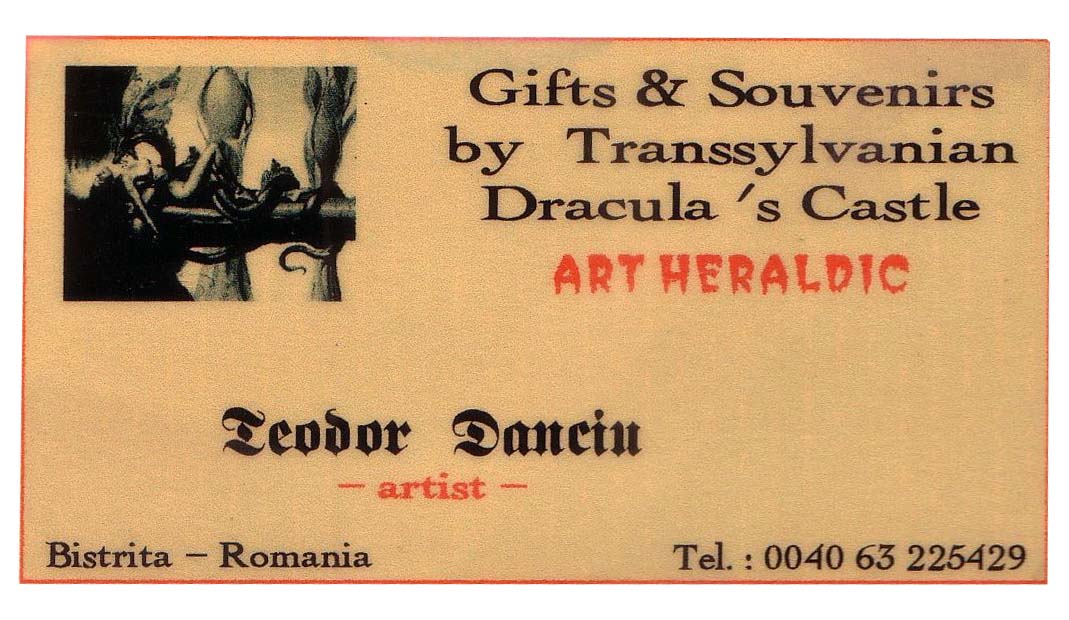 Gifts & Souvenirs
by Transsylvanian
Dracula 's Castle
ART HERALDIC
Teodor Danciu
– artist –
Bistrita – Romania
Tel. : 0040 63 225429